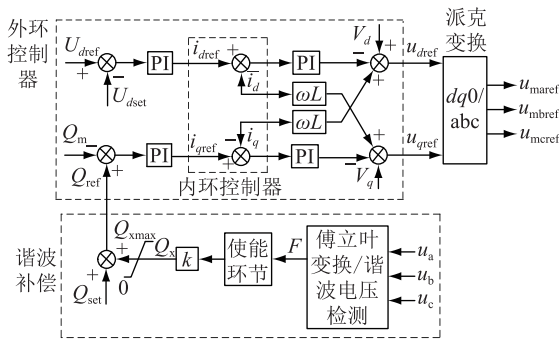 外环
控制
器
U_dref
+
−
U_dset
PI
i_dref
+
−
i_d
PI
V_d
+
−
+
u_dref
派克
变换
ωL
ωL
dq0/
abc
u_maref
u_mbref
u_mcref
Q_m
−
+
Q_ref
PI
i_qref
−
+
i_q
PI
−
+
+
V_q
u_qref
内环控制器
谐波
补偿
Q_xmax
Q_x
0
+
+
Q_set
k
使能
环节
F
傅立叶
变换/谐
波电压
检测
u_a
u_b
u_c